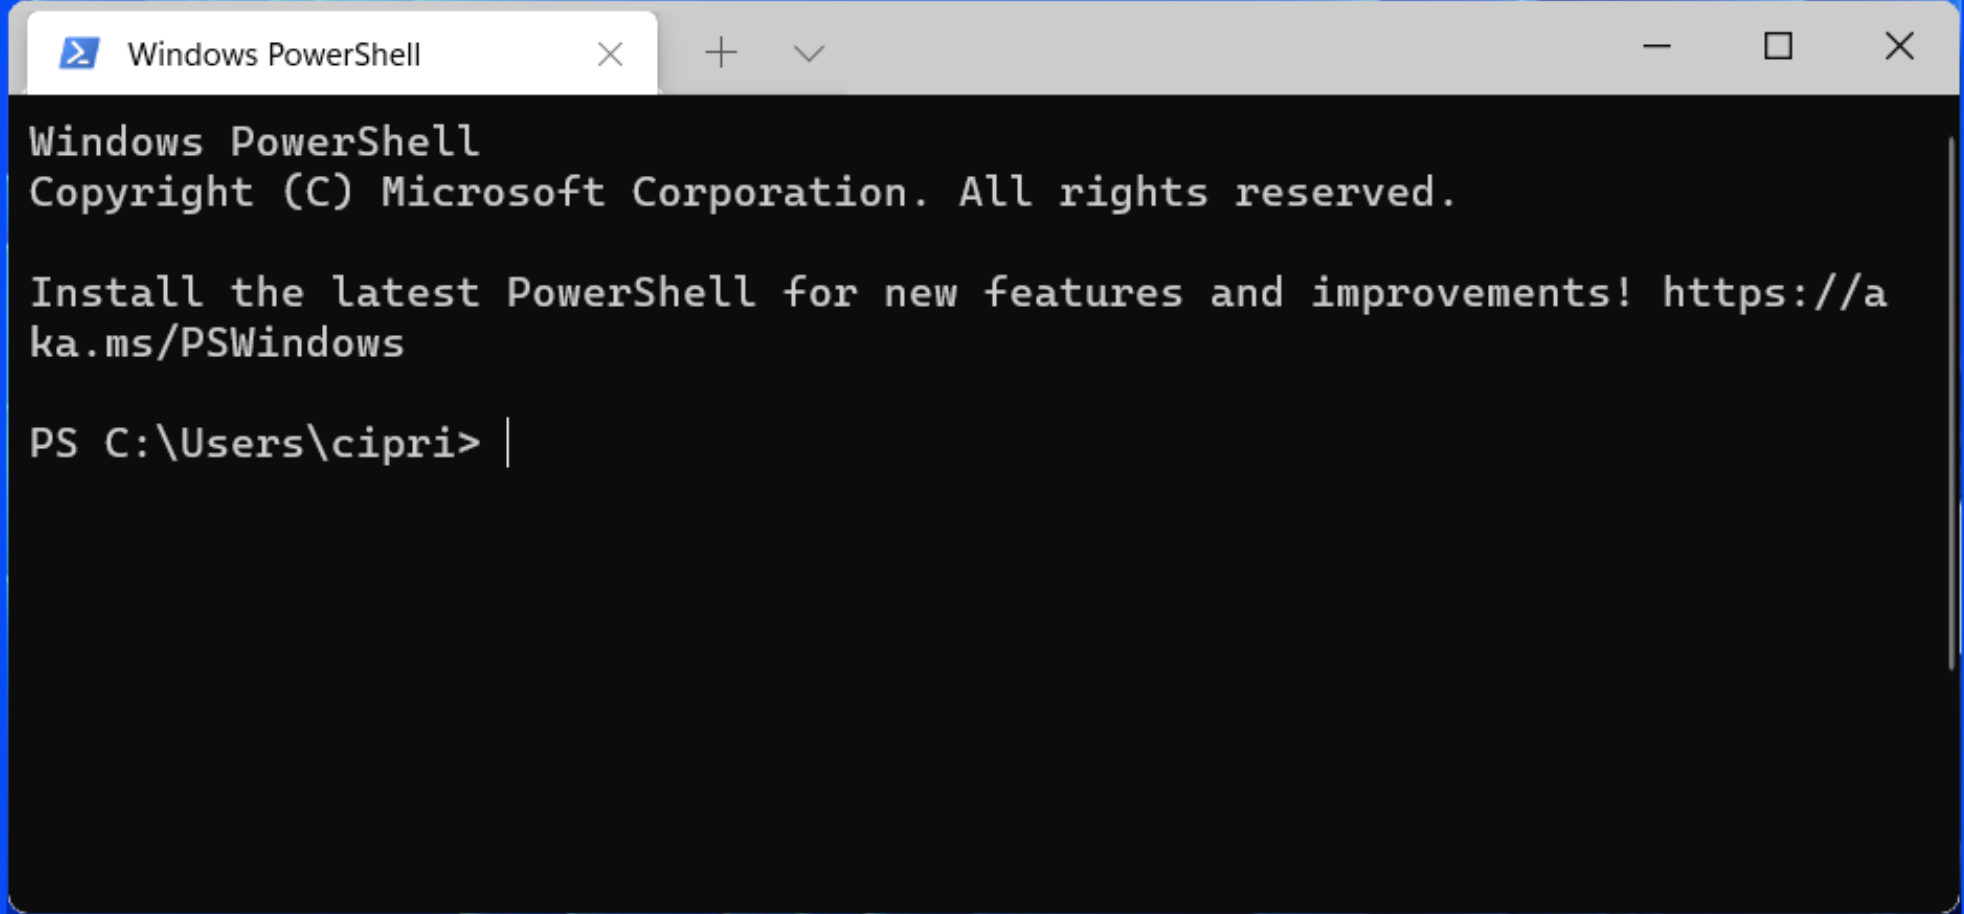 Windows PowerShell
Windows PowerShell
Copyright (C) Microsoft Corporation. All rights reserved.
Install the latest PowerShell for new features and improvements! https://a
ka.ms/PSWindows
PS C:\Users\cipri>